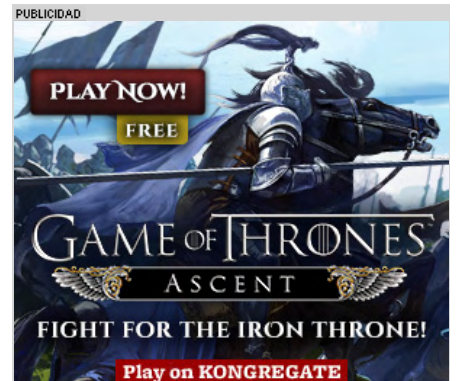 PUBLICIDAD
PLAY NOW!
FREE
GAME OF THRONES
ASCENT
FIGHT FOR THE IRON THRONE!
Play on KONGREGATE